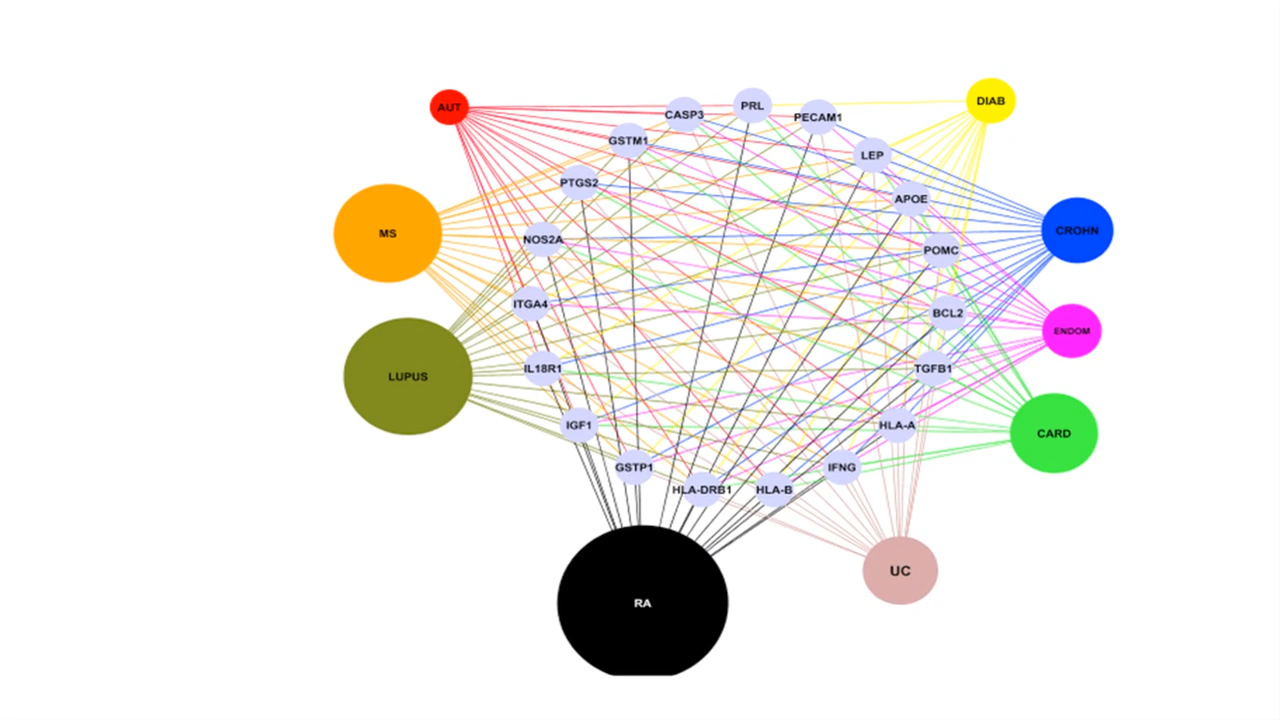 AUT
DIAB
CASP3
PRL
PECAM1
GSTM1
LEP
PTGS2
APOE
MS
CROHN
NOS2A
POMC
ITGA4
BCL2
ENDOM
IL18R1
TGFB1
LUPUS
IGF1
HLA-A
CARD
GSTP1
IFNG
HLA-DRB1
HLA-B
UC
RA